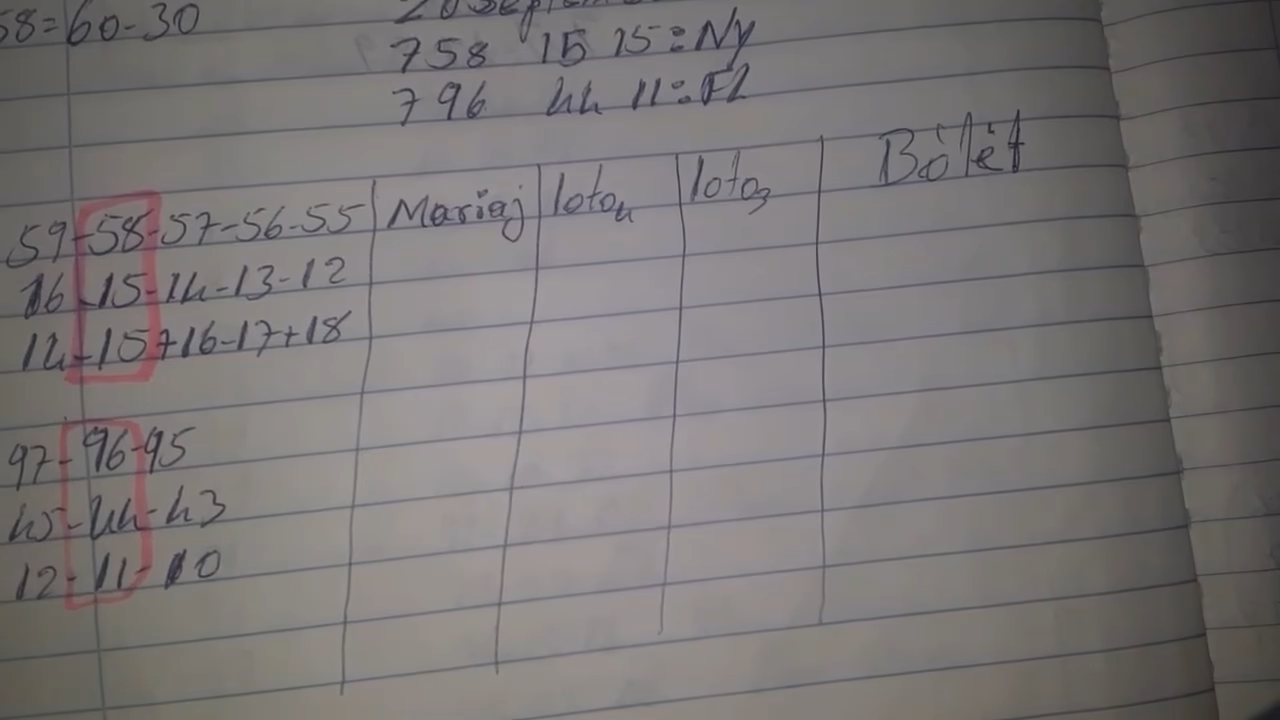 58=60-30
758 15 15=Ny
796 44 11=Fl
59-58-57-56-55 Mariaj loto4 loto3 Bòlèt
16-15-14-13-12
14-15+16-17+18
97-96-95
45-44-43
12-11-10